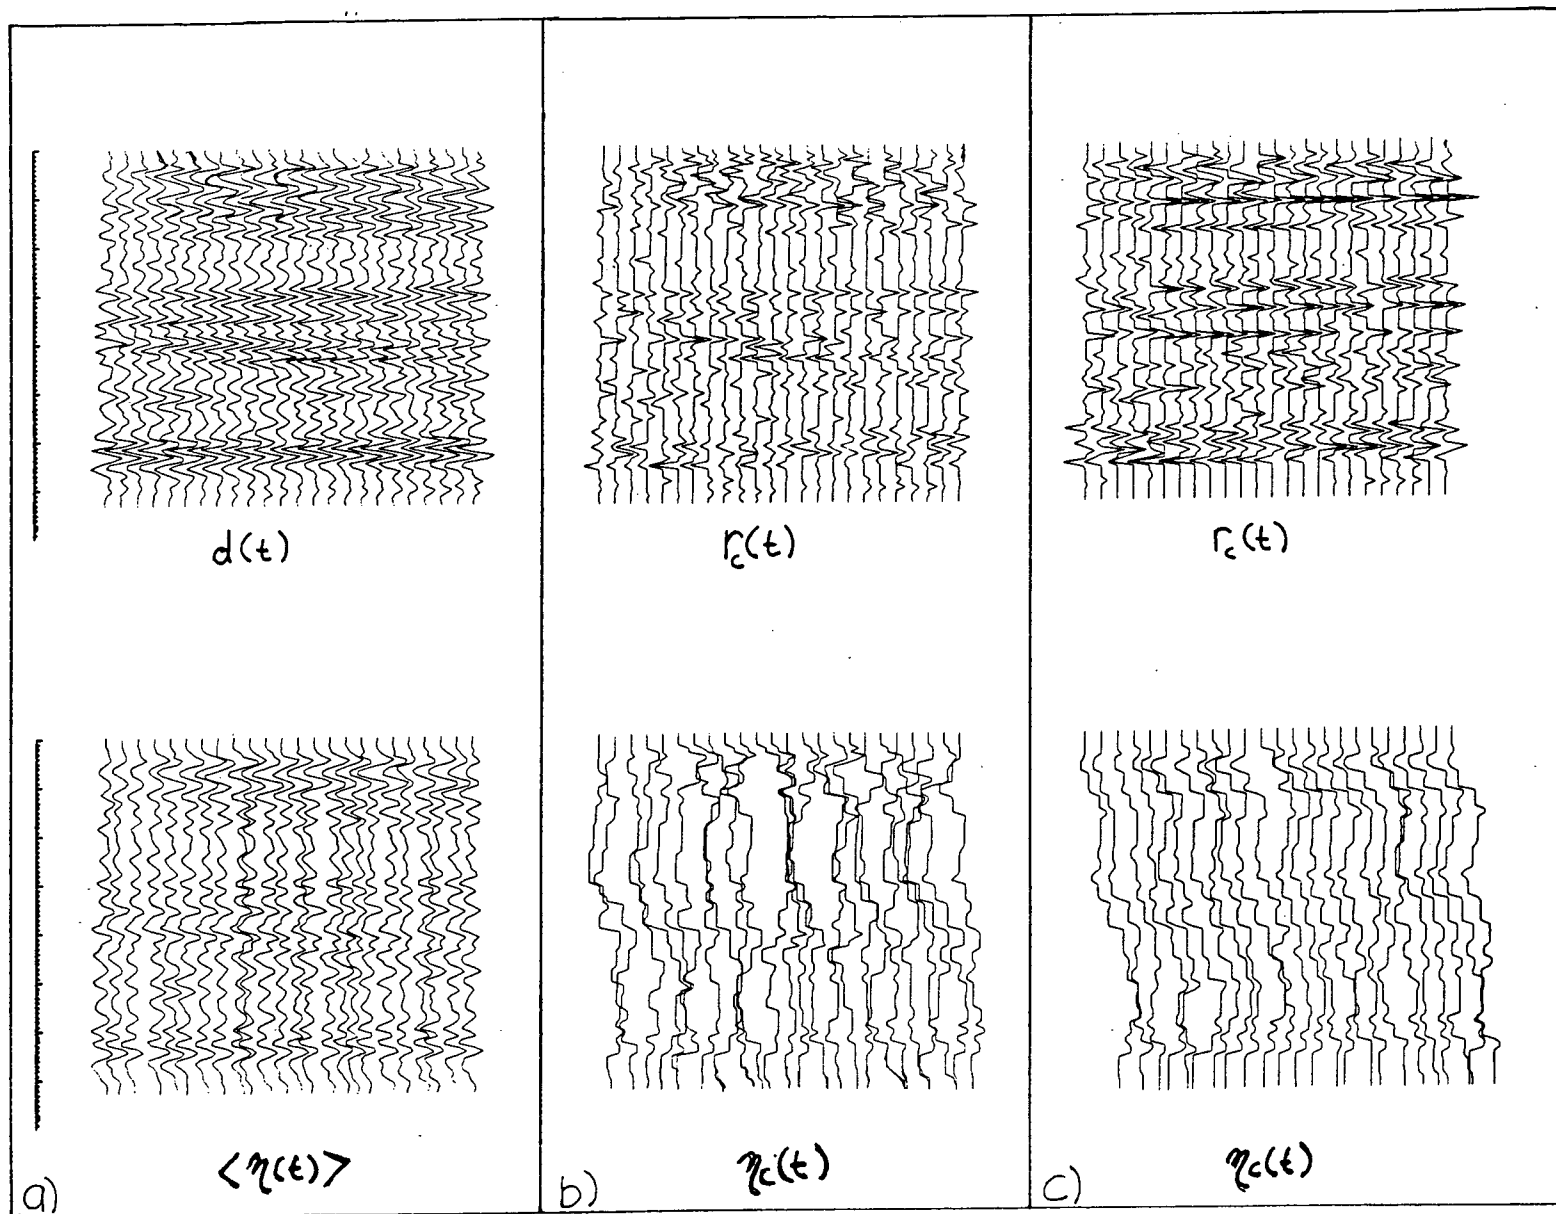 d(t)
r_c(t)
r_c(t)
<η(t)>
η_c(t)
η_c(t)
a)
b)
c)